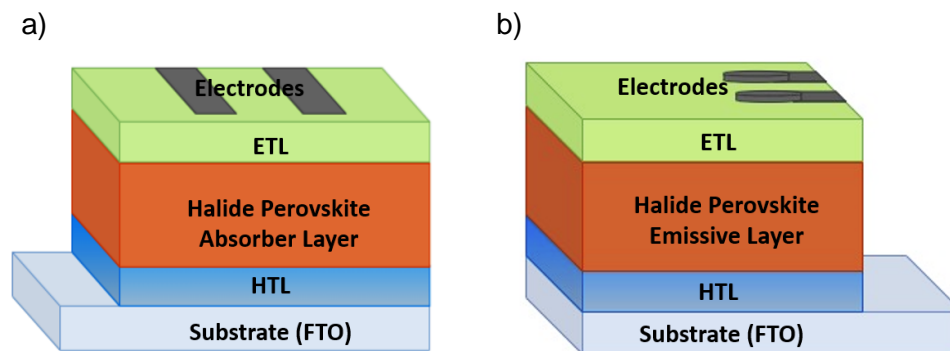 a)
Electrodes
ETL
Halide Perovskite
Absorber Layer
HTL
Substrate (FTO)
b)
Electrodes
ETL
Halide Perovskite
Emissive Layer
HTL
Substrate (FTO)